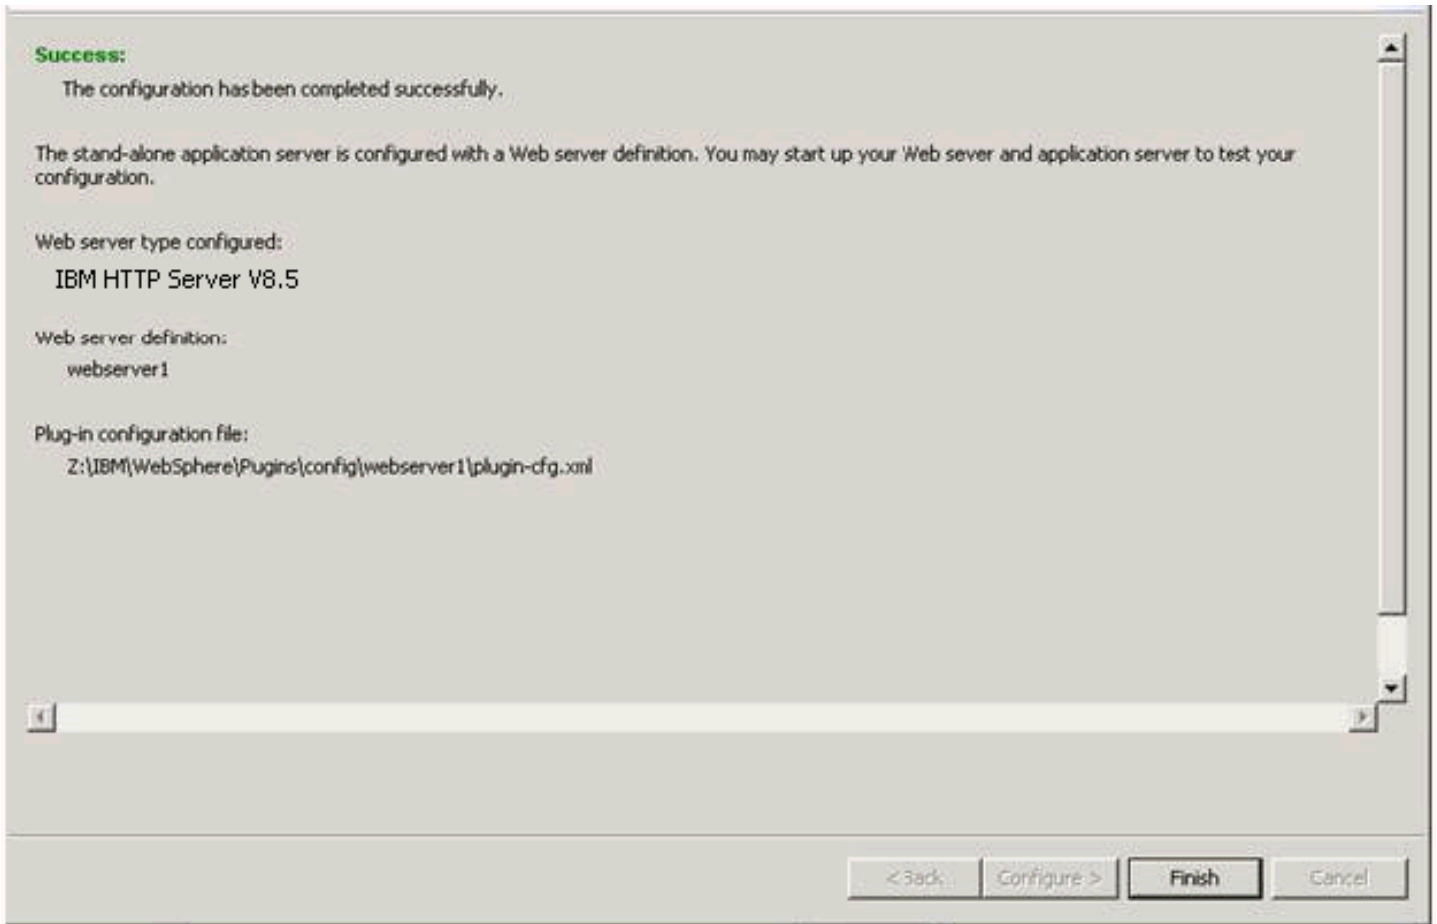 Success:
The configuration has been completed successfully.
The stand-alone application server is configured with a Web server definition. You may start up your Web sever and application server to test your
configuration.
Web server type configured:
IBM HTTP Server V8.5
Web server definition:
webserver1
Plug-in configuration file:
Z:\IBM\WebSphere\Pugins\config\webserver1\plugin-cfg.xml
< Back Configure > Finish Cancel